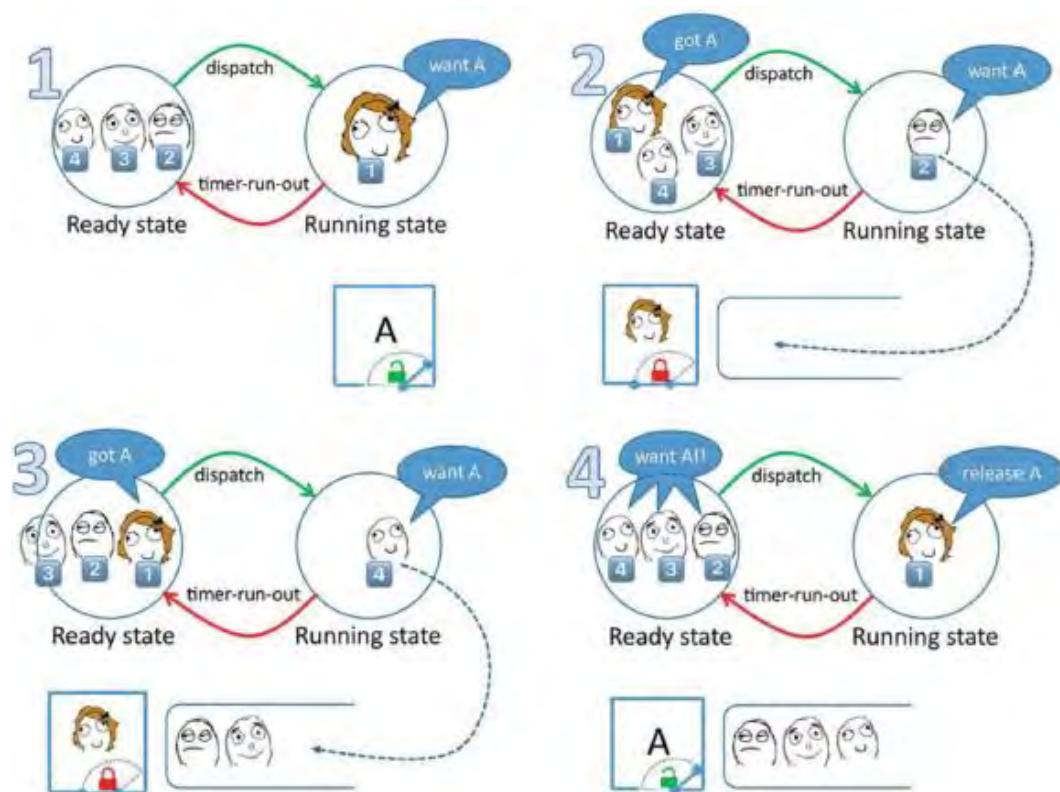 1
dispatch
want A
4 3 2
1
timer-run-out
Ready state
Running state
A
2
got A
dispatch
want A
1
3
4
2
timer-run-out
Ready state
Running state
3
got A
dispatch
want A
3 2 1
4
timer-run-out
Ready state
Running state
4
want A!!
dispatch
release A
4 3 2
1
timer-run-out
Ready state
Running state
A